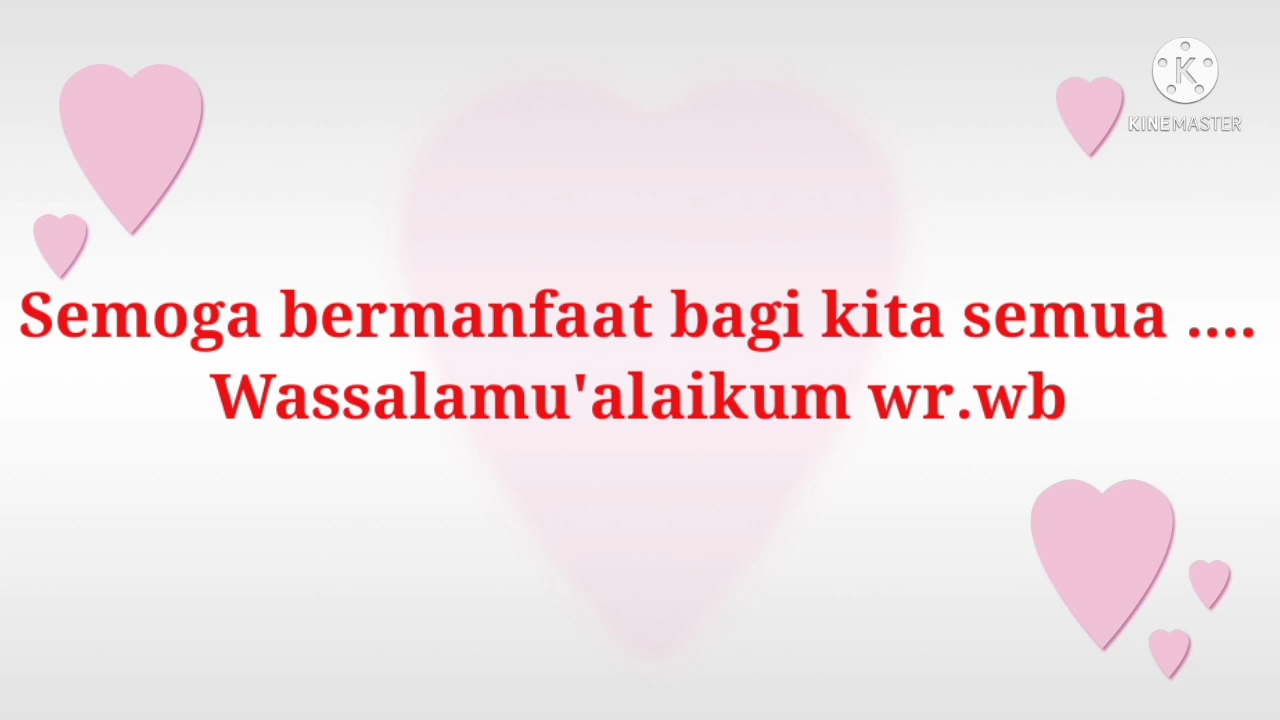 KINEMASTER
Semoga bermanfaat bagi kita semua ....
Wassalamu'alaikum wr.wb